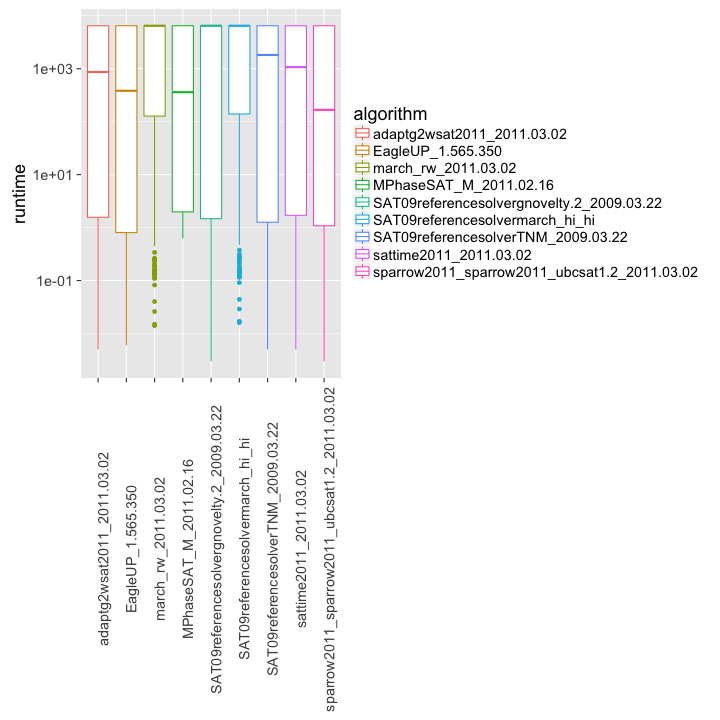 runtime
1e+03
1e+01
1e-01
adaptg2wsat2011_2011.03.02
EagleUP_1.565.350
march_rw_2011.03.02
MPhaseSAT_M_2011.02.16
SAT09referencesolvergnovelty.2_2009.03.22
SAT09referencesolvermarch_hi_hi
SAT09referencesolverTNM_2009.03.22
sattime2011_2011.03.02
sparrow2011_sparrow2011_ubcsat1.2_2011.03.02
algorithm
adaptg2wsat2011_2011.03.02
EagleUP_1.565.350
march_rw_2011.03.02
MPhaseSAT_M_2011.02.16
SAT09referencesolvergnovelty.2_2009.03.22
SAT09referencesolvermarch_hi_hi
SAT09referencesolverTNM_2009.03.22
sattime2011_2011.03.02
sparrow2011_sparrow2011_ubcsat1.2_2011.03.02